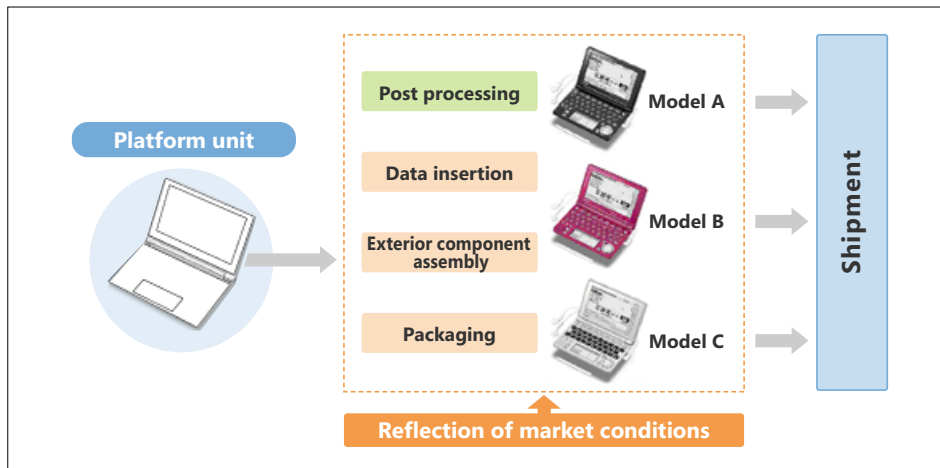 Platform unit
Post processing
Data insertion
Exterior component
assembly
Packaging
Model A
Model B
Model C
Shipment
Reflection of market conditions